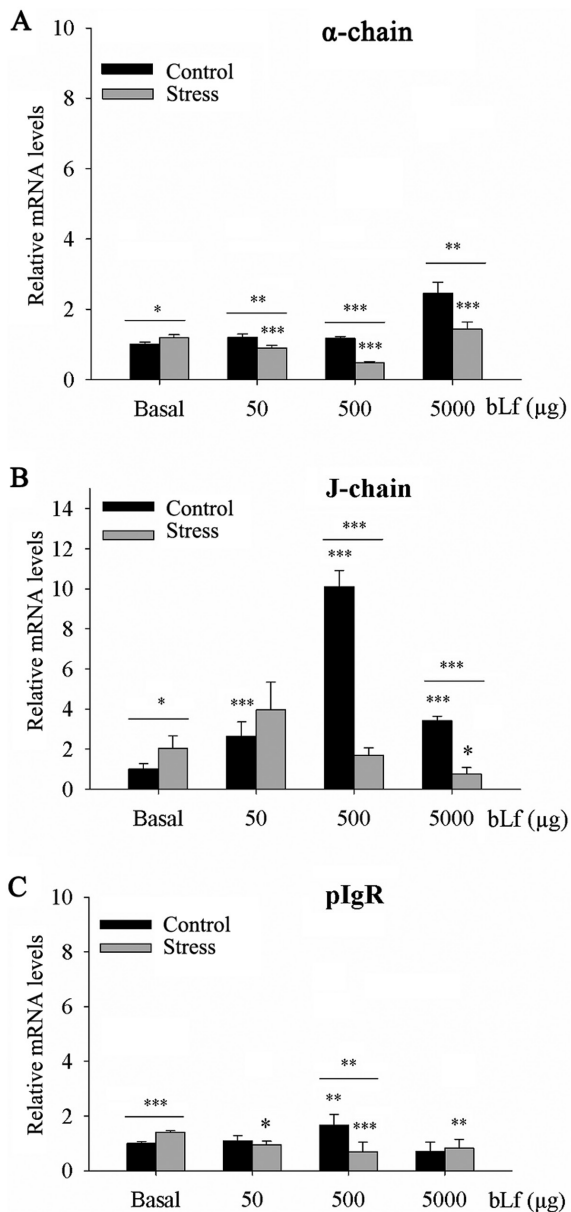 A
α-chain
10
8
6
4
2
0
Relative mRNA levels
Control
Stress
*
**
***
***
***
**
***
Basal 50 500 5000 bLf (µg)
B
J-chain
14
12
10
8
6
4
2
0
Relative mRNA levels
Control
Stress
*
***
***
***
***
***
*
Basal 50 500 5000 bLf (µg)
C
pIgR
10
8
6
4
2
0
Relative mRNA levels
Control
Stress
***
*
**
**
***
**
Basal 50 500 5000 bLf (µg)